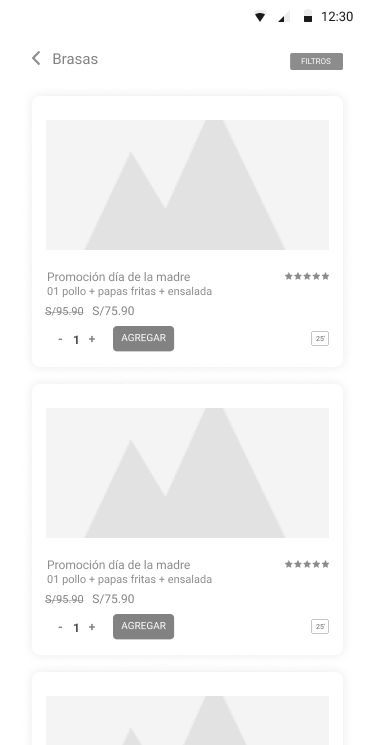 12:30
Brasas
FILTROS
Promoción día de la madre
01 pollo + papas fritas + ensalada
S/95.90 S/75.90
- 1 + AGREGAR 25'
Promoción día de la madre
01 pollo + papas fritas + ensalada
S/95.90 S/75.90
- 1 + AGREGAR 25'